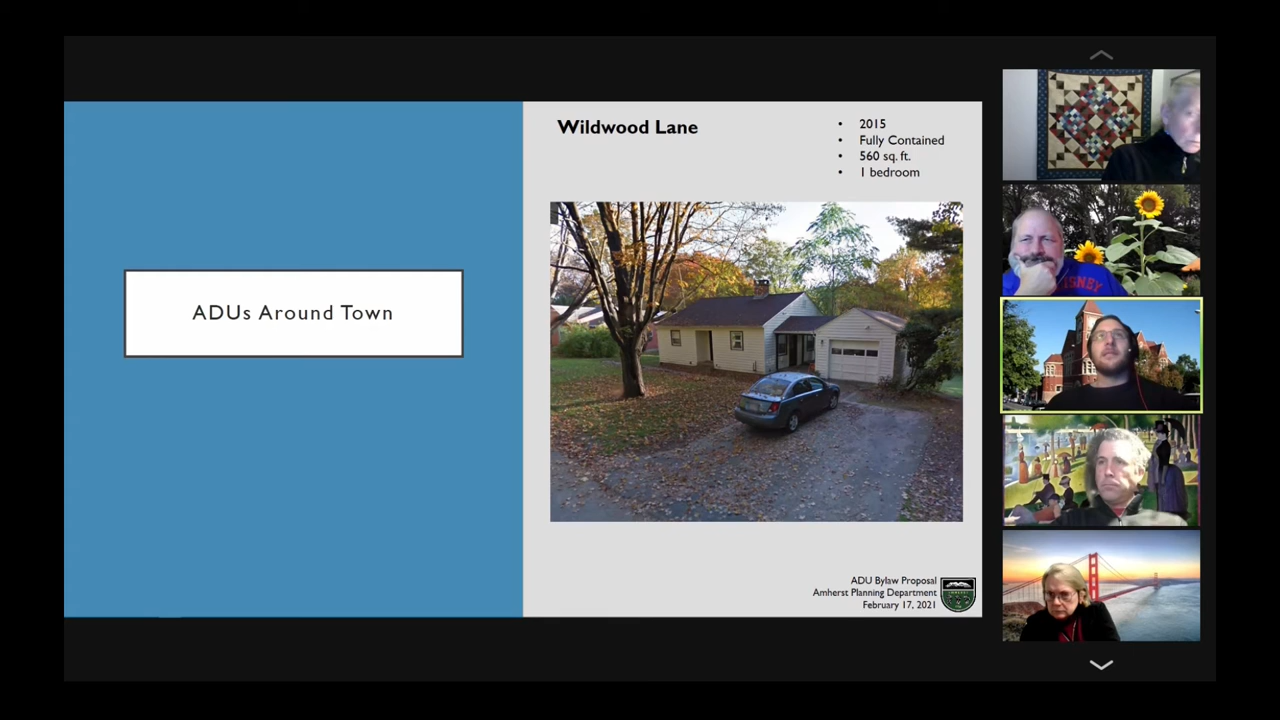 ADUs Around Town
Wildwood Lane
• 2015
• Fully Contained
• 560 sq. ft.
• 1 bedroom
ADU Bylaw Proposal
Amherst Planning Department
February 17, 2021
ISNEY